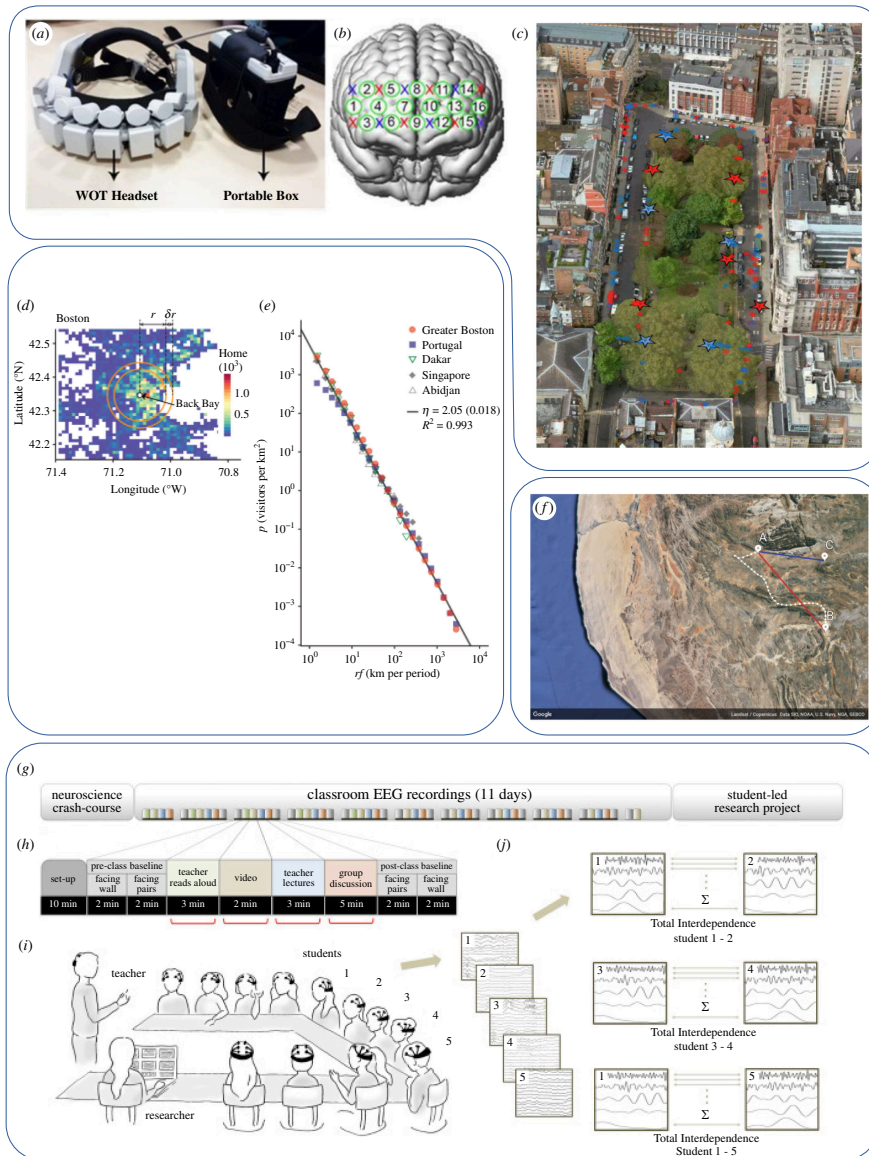 (a)
WOT Headset
Portable Box
(b)
2 5 8 11 14
1 4 7 10 13 16
3 6 9 12 15
(c)
(d)
Boston
r δr
42.5
42.4
42.3
42.2
Latitude (°N)
71.4 71.2 71.0 70.8
Longitude (°W)
Home
(10³)
1.0
0.5
0
Back Bay
(e)
Greater Boston
Portugal
Dakar
Singapore
Abidjan
η = 2.05 (0.018)
R² = 0.993
p (visitors per km²)
10⁴
10³
10²
10¹
10⁰
10⁻¹
10⁻²
10⁻³
10⁻⁴
10⁰ 10¹ 10² 10³ 10⁴
rf (km per period)
(f)
A
C
B
Google
Landsat / Copernicus Data SIO, NOAA, U.S. Navy, NGA, GEBCO
(g)
neuroscience
crash-course
classroom EEG recordings (11 days)
student-led
research project
(h)
set-up
pre-class baseline
facing
wall
facing
pairs
teacher
reads aloud
video
teacher
lectures
group
discussion
post-class baseline
facing
pairs
facing
wall
10 min 2 min 2 min 3 min 2 min 3 min 5 min 2 min 2 min
(i)
teacher
students
1
2
3
4
5
researcher
1
2
3
4
5
(j)
1 2
Σ
Total Interdependence
student 1 - 2
3 4
Σ
Total Interdependence
student 3 - 4
1 5
Σ
Total Interdependence
Student 1 - 5